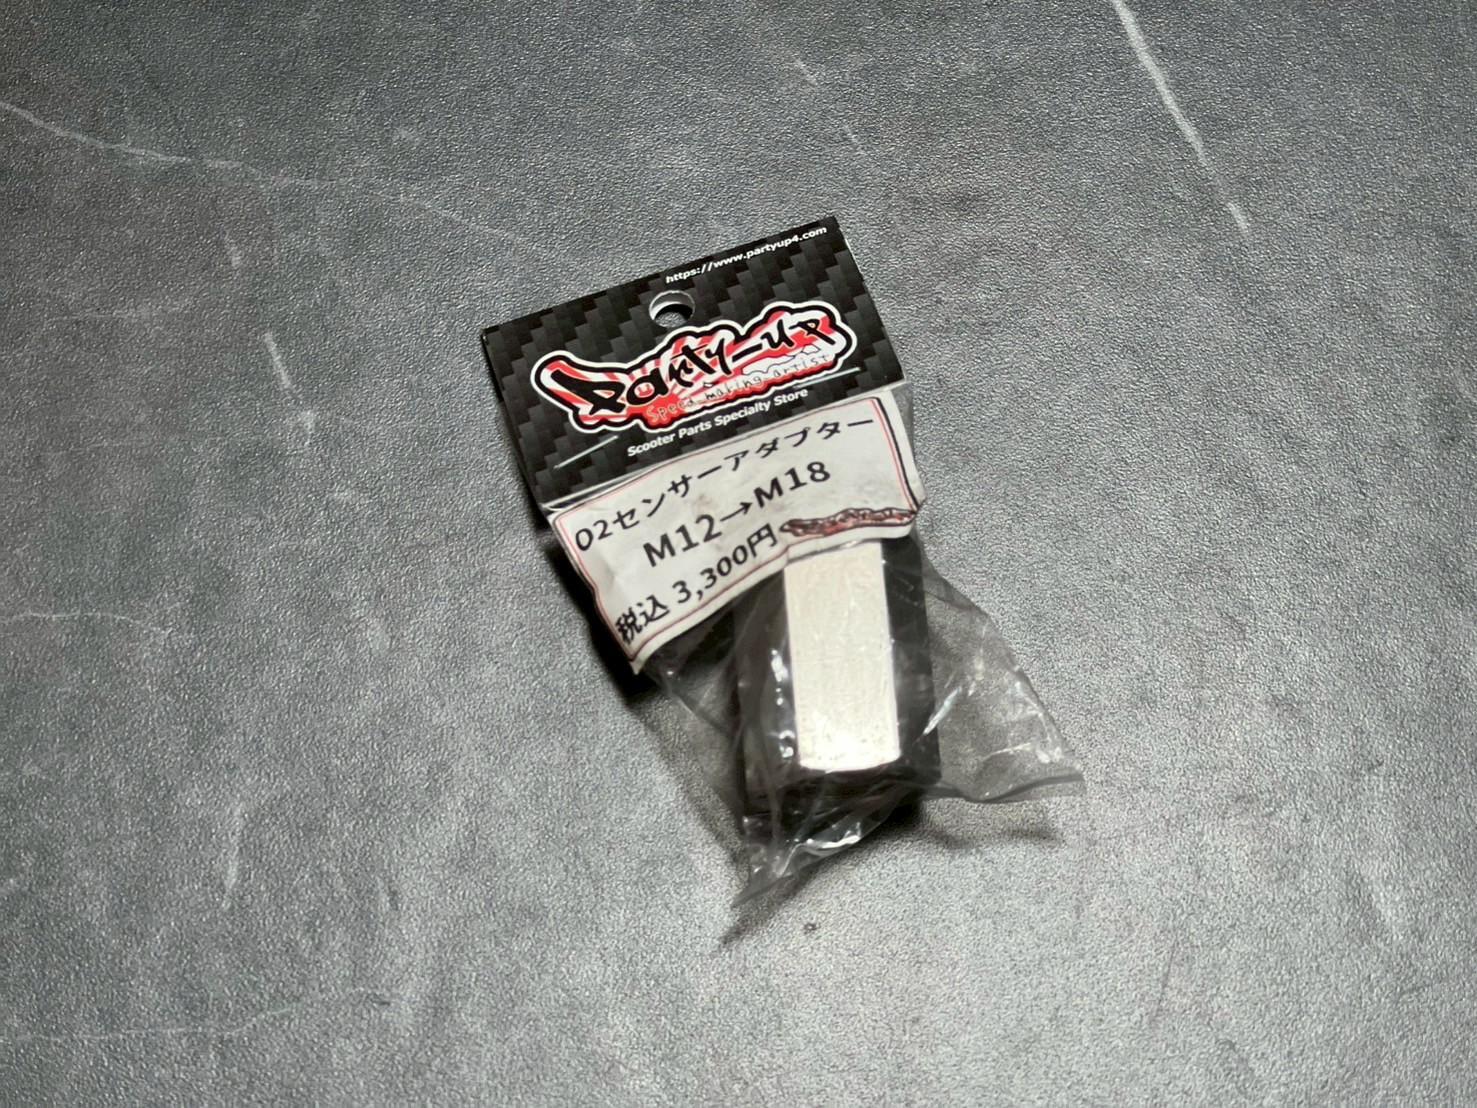 https://www.partyup4.com
Party-up
Speed making artist
Scooter Parts Specialty Store
O2センサーアダプター
M12→M18
税込 3,300円